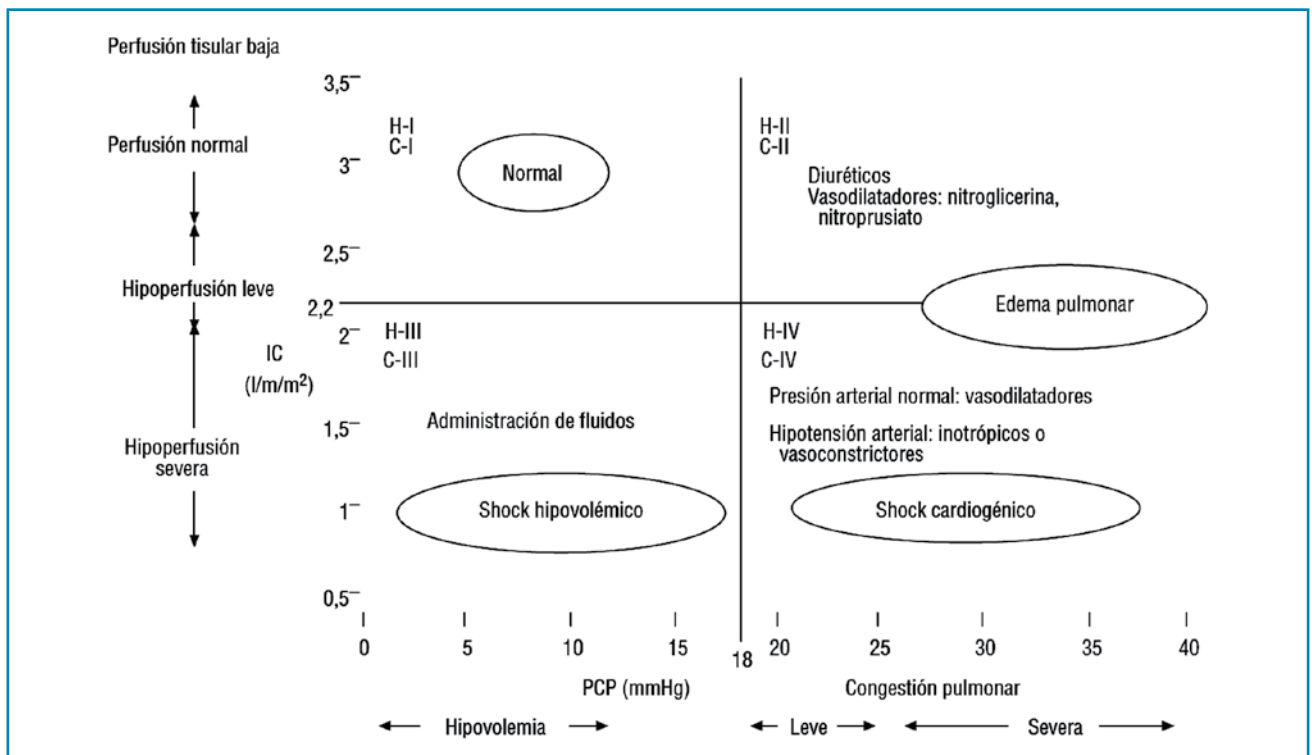 Perfusión tisular baja
Perfusión normal
Hipoperfusión leve
Hipoperfusión
severa
3,5
3
2,5
2,2
2
1,5
1
0,5
IC
(l/m/m²)
H-I
C-I
Normal
H-II
C-II
Diuréticos
Vasodilatadores: nitroglicerina,
nitroprusiato
Edema pulmonar
H-III
C-III
Administración de fluidos
Shock hipovolémico
H-IV
C-IV
Presión arterial normal: vasodilatadores
Hipotensión arterial: inotrópicos o
vasoconstrictores
Shock cardiogénico
0 5 10 15 18 20 25 30 35 40
PCP (mmHg) Congestión pulmonar
Hipovolemia Leve Severa